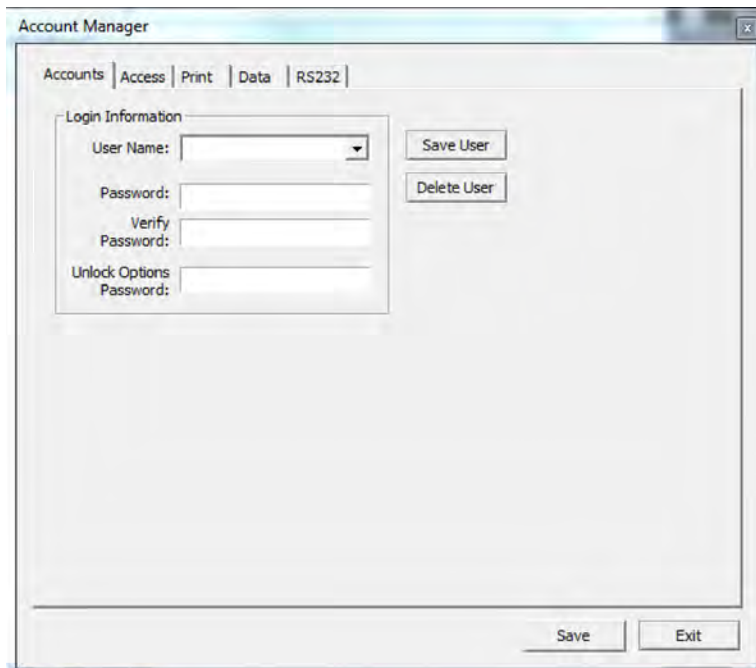 Account Manager
Accounts Access Print Data RS232
Login Information
User Name:
Save User
Password:
Delete User
Verify
Password:
Unlock Options
Password:
Save Exit